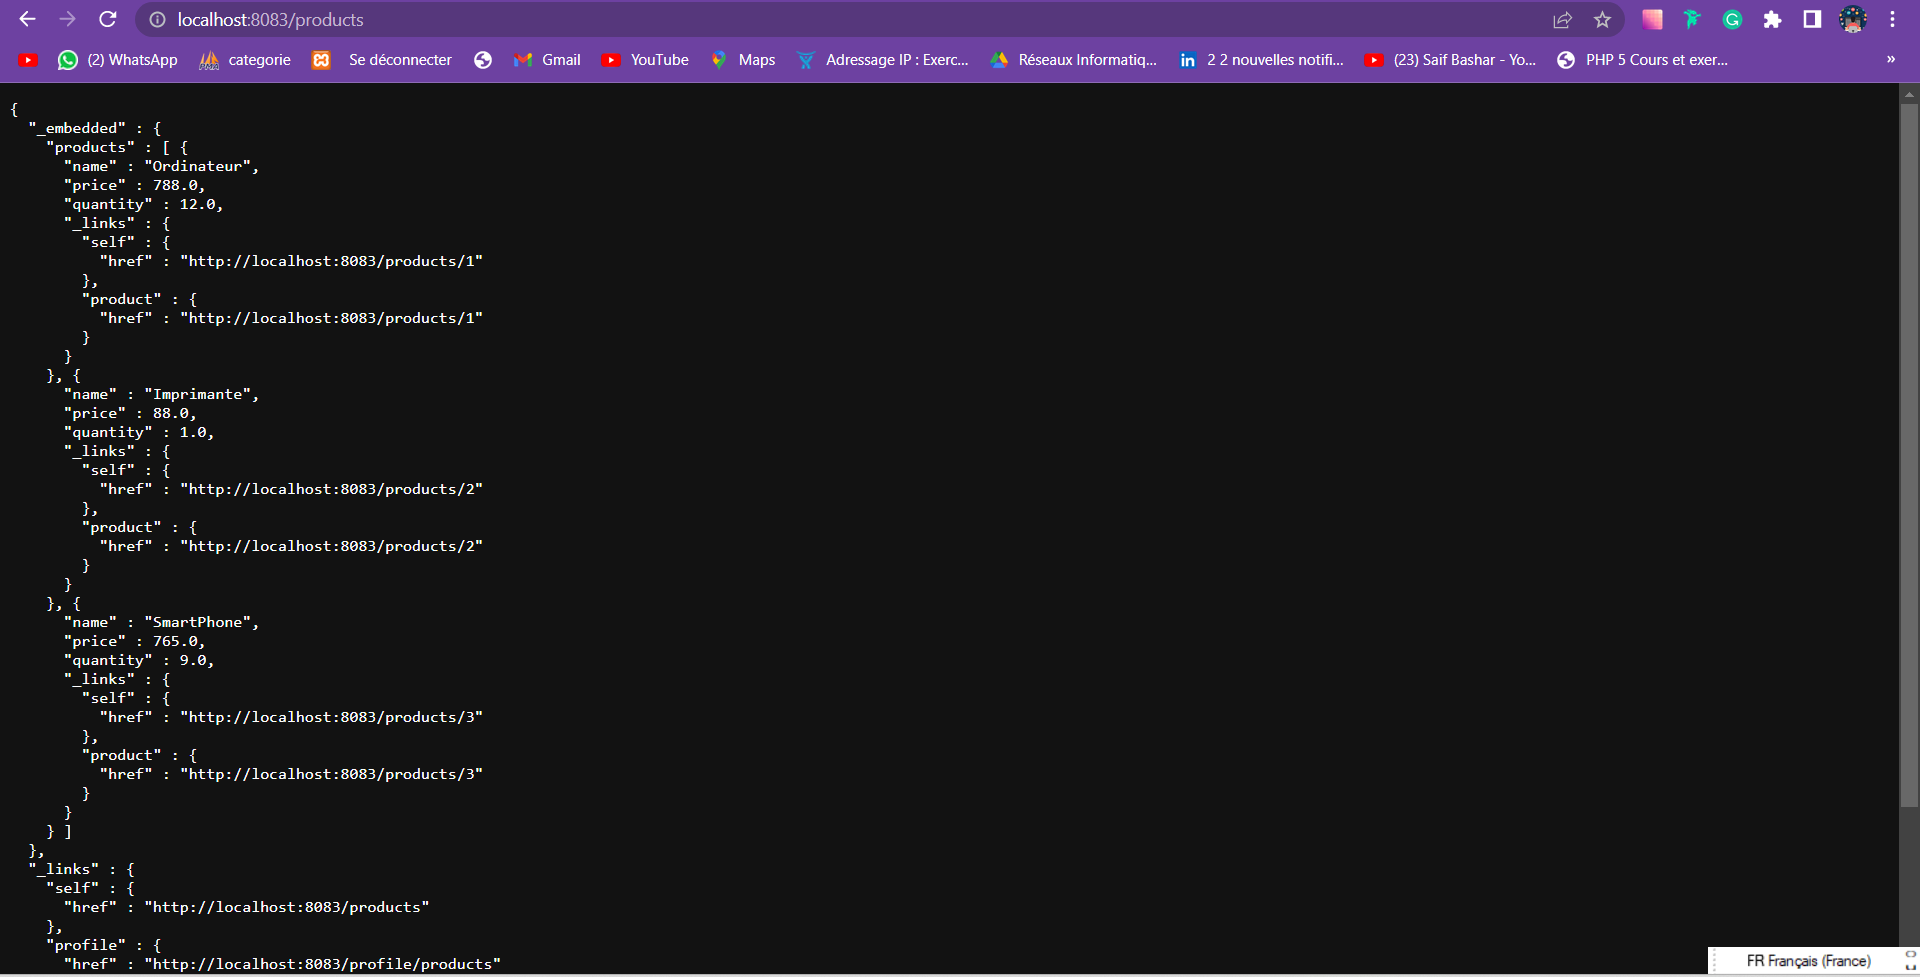 localhost:8083/products
(2) WhatsApp categorie Se déconnecter Gmail YouTube Maps Adressage IP : Exerc... Réseaux Informatiq... 2 2 nouvelles notifi... (23) Saif Bashar - Yo... PHP 5 Cours et exer... »
{
"_embedded" : {
"products" : [ {
"name" : "Ordinateur",
"price" : 788.0,
"quantity" : 12.0,
"_links" : {
"self" : {
"href" : "http://localhost:8083/products/1"
},
"product" : {
"href" : "http://localhost:8083/products/1"
}
}
}, {
"name" : "Imprimante",
"price" : 88.0,
"quantity" : 1.0,
"_links" : {
"self" : {
"href" : "http://localhost:8083/products/2"
},
"product" : {
"href" : "http://localhost:8083/products/2"
}
}
}, {
"name" : "SmartPhone",
"price" : 765.0,
"quantity" : 9.0,
"_links" : {
"self" : {
"href" : "http://localhost:8083/products/3"
},
"product" : {
"href" : "http://localhost:8083/products/3"
}
}
} ]
},
"_links" : {
"self" : {
"href" : "http://localhost:8083/products"
},
"profile" : {
"href" : "http://localhost:8083/profile/products"
FR Français (France)